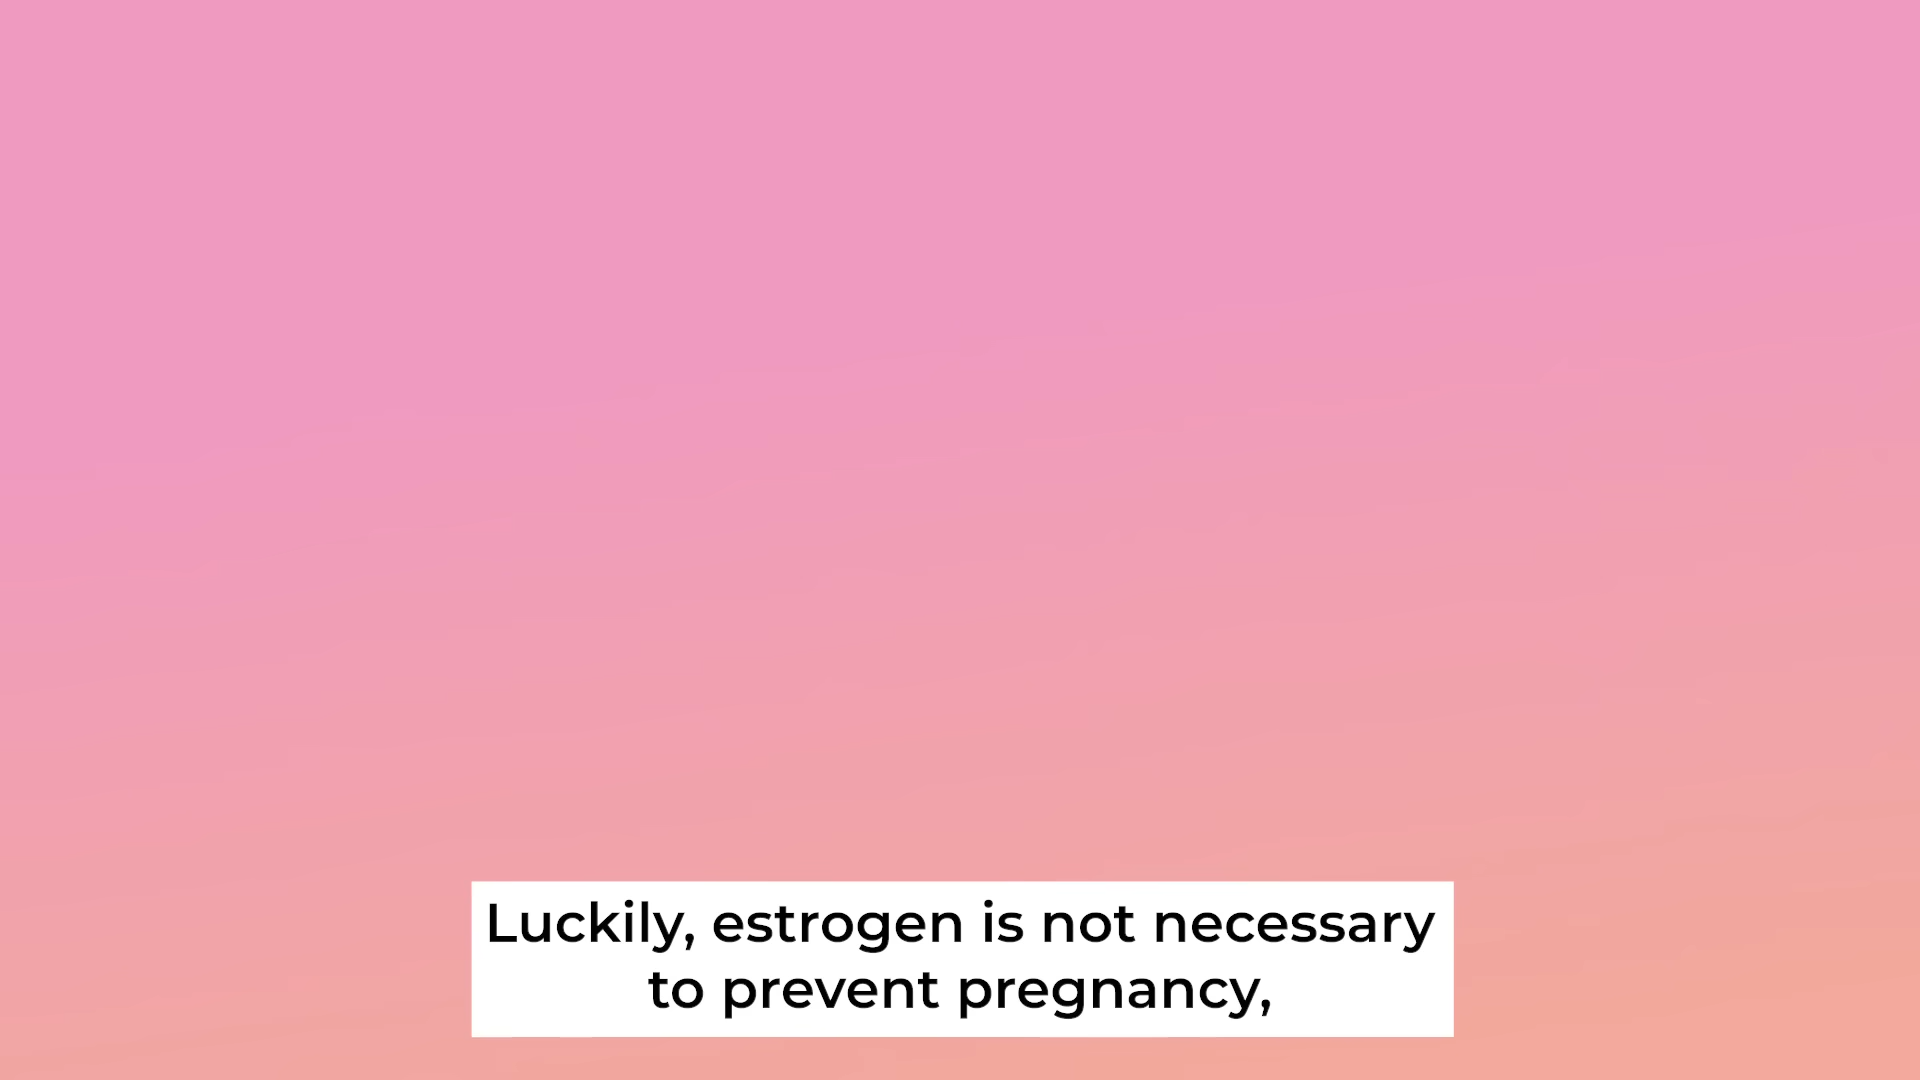 Luckily, estrogen is not necessary
to prevent pregnancy,